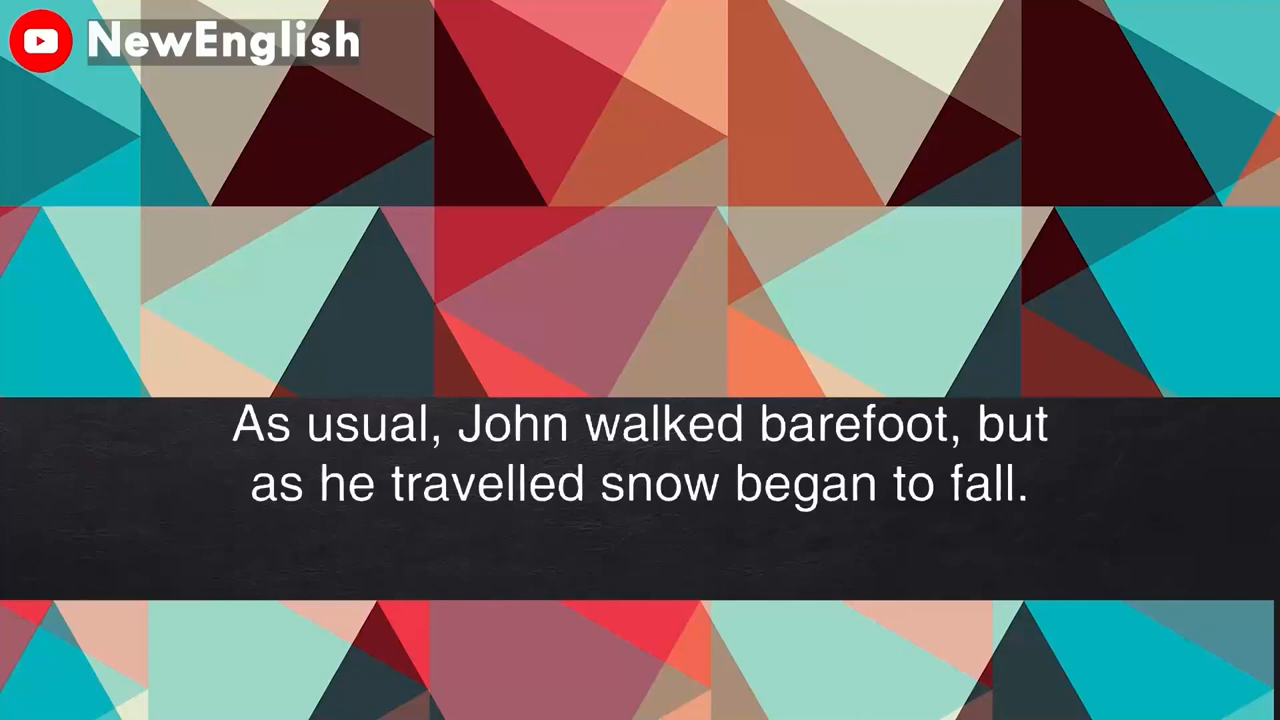 NewEnglish
As usual, John walked barefoot, but
as he travelled snow began to fall.